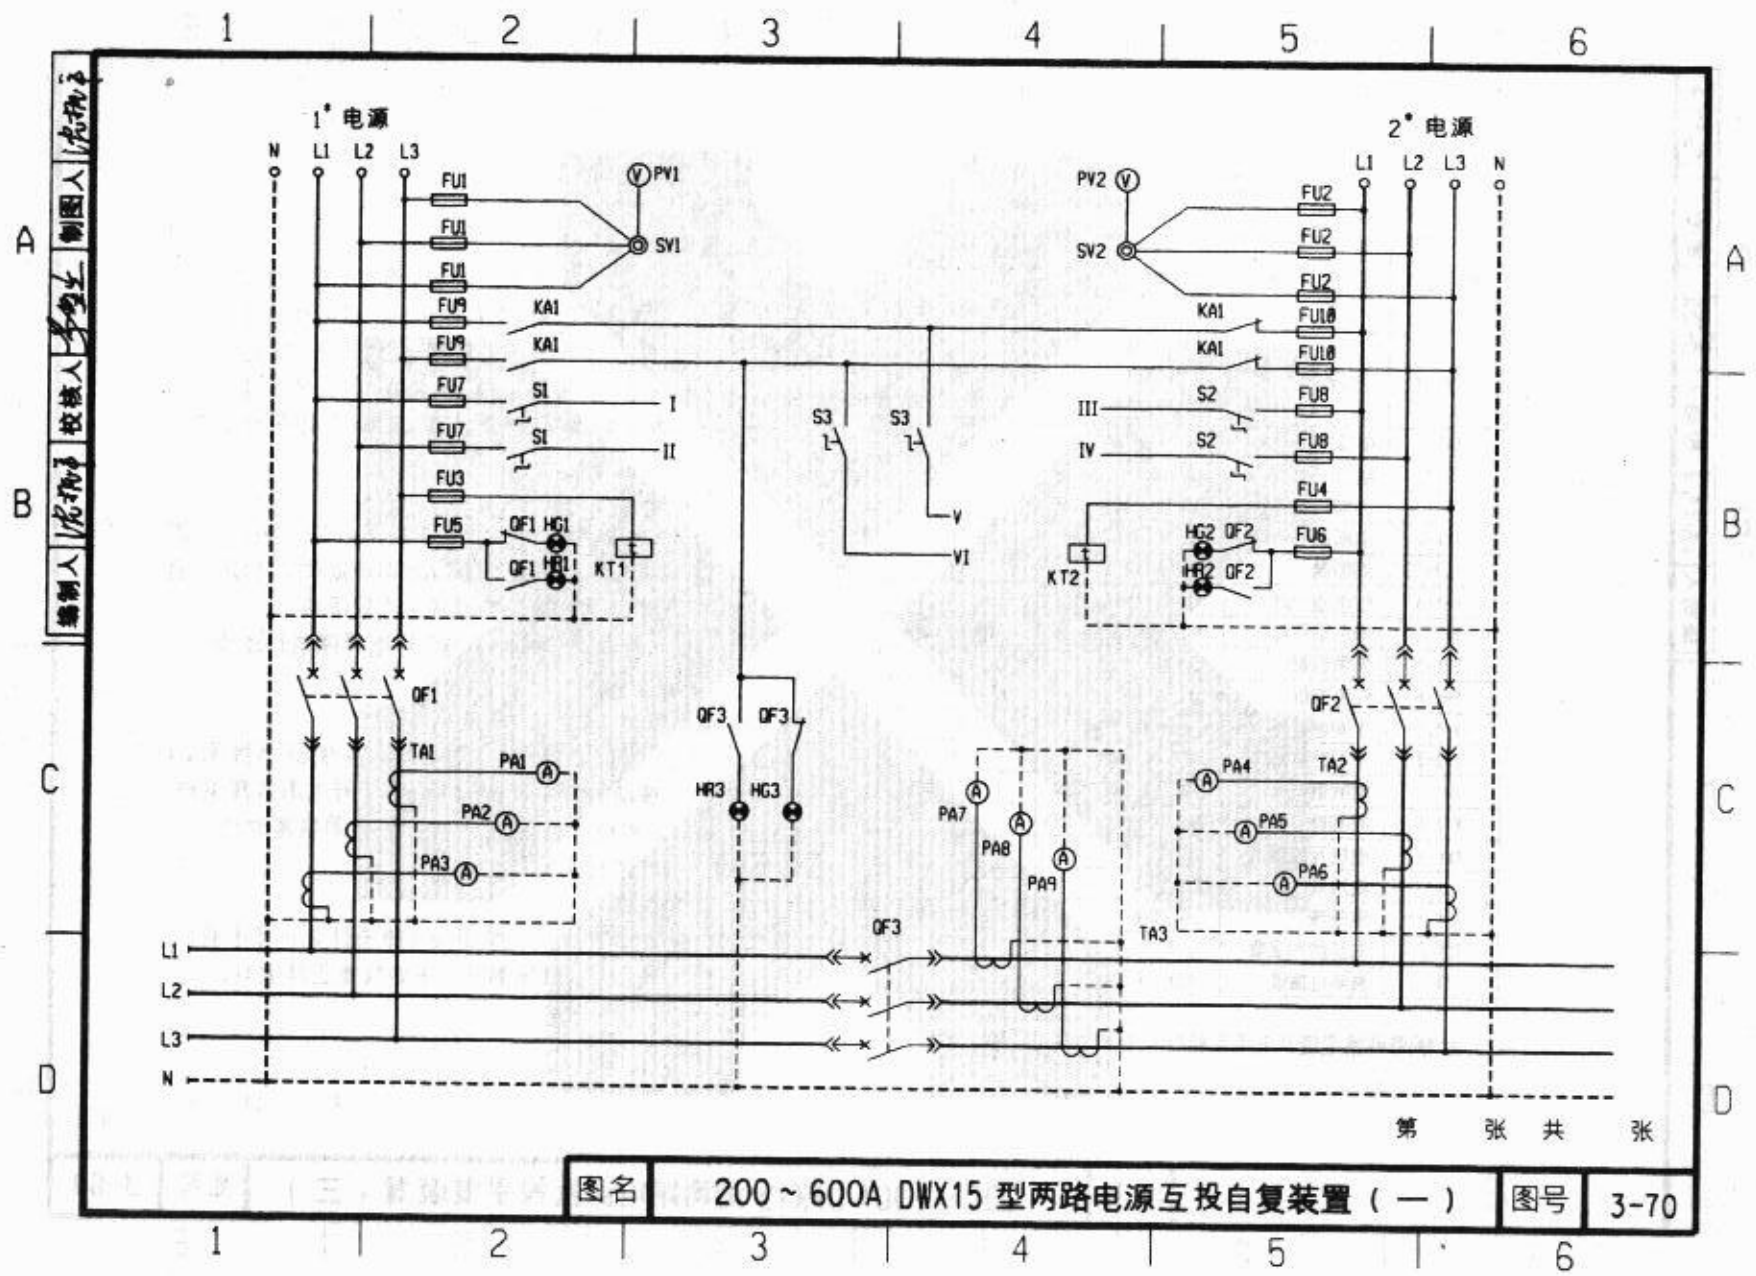 1 2 3 4 5 6
1# 电源
2# 电源
N L1 L2 L3
L1 L2 L3 N
A
A
制图人
校核人
编制人
FU1
PV1
PV2
FU2
FU1
SV1
SV2
FU2
FU1
FU2
FU9 KA1
KA1 FU10
FU9 KA1
KA1 FU10
FU7 S1 I
III S2 FU8
S3 S3
FU7 S1 II
IV S2 FU8
B
B
FU3
FU4
V
FU5 QF1 HG1
HG2 QF2 FU6
VI
QF1 HR1 KT1
KT2 HR2 QF2
QF1
QF2
QF3 QF3
C
C
TA1
PA1
PA4 TA2
HR3 HG3
PA2
PA7
PA5
PA8
PA3
PA9
PA6
QF3
TA3
L1
L2
L3
N
D
D
第 张 共 张
图名 200~600A DWX15 型两路电源互投自复装置(一) 图号 3-70
1 2 3 4 5 6